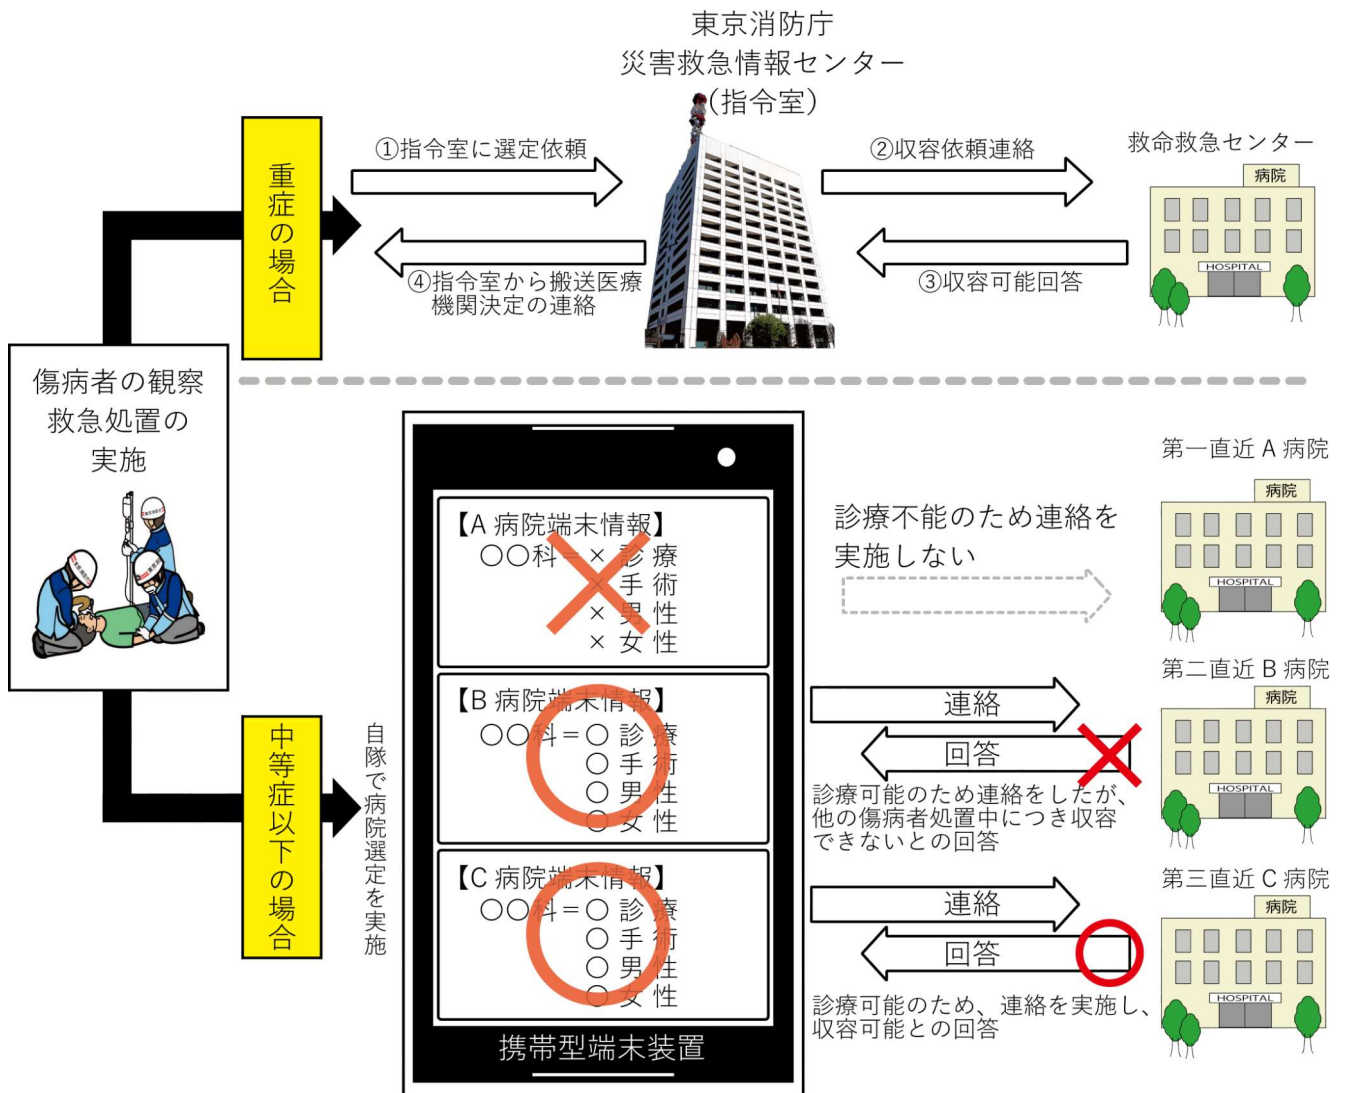 東京消防庁
災害救急情報センター
(指令室)
重症の場合
①指令室に選定依頼
②収容依頼連絡
救命救急センター
病院
HOSPITAL
④指令室から搬送医療
機関決定の連絡
③収容可能回答
傷病者の観察
救急処置の
実施
中等症以下の場合
自隊で病院選定を実施
【A 病院端末情報】
〇〇科＝× 診 療
× 手 術
× 男 性
× 女 性
【B 病院端末情報】
〇〇科＝〇 診 療
〇 手 術
〇 男 性
〇 女 性
【C 病院端末情報】
〇〇科＝〇 診 療
〇 手 術
〇 男 性
〇 女 性
携帯型端末装置
診療不能のため連絡を
実施しない
第一直近 A 病院
病院
HOSPITAL
連絡
回答
診療可能のため連絡をしたが、
他の傷病者処置中につき収容
できないとの回答
第二直近 B 病院
病院
HOSPITAL
連絡
回答
診療可能のため、連絡を実施し、
収容可能との回答
第三直近 C 病院
病院
HOSPITAL